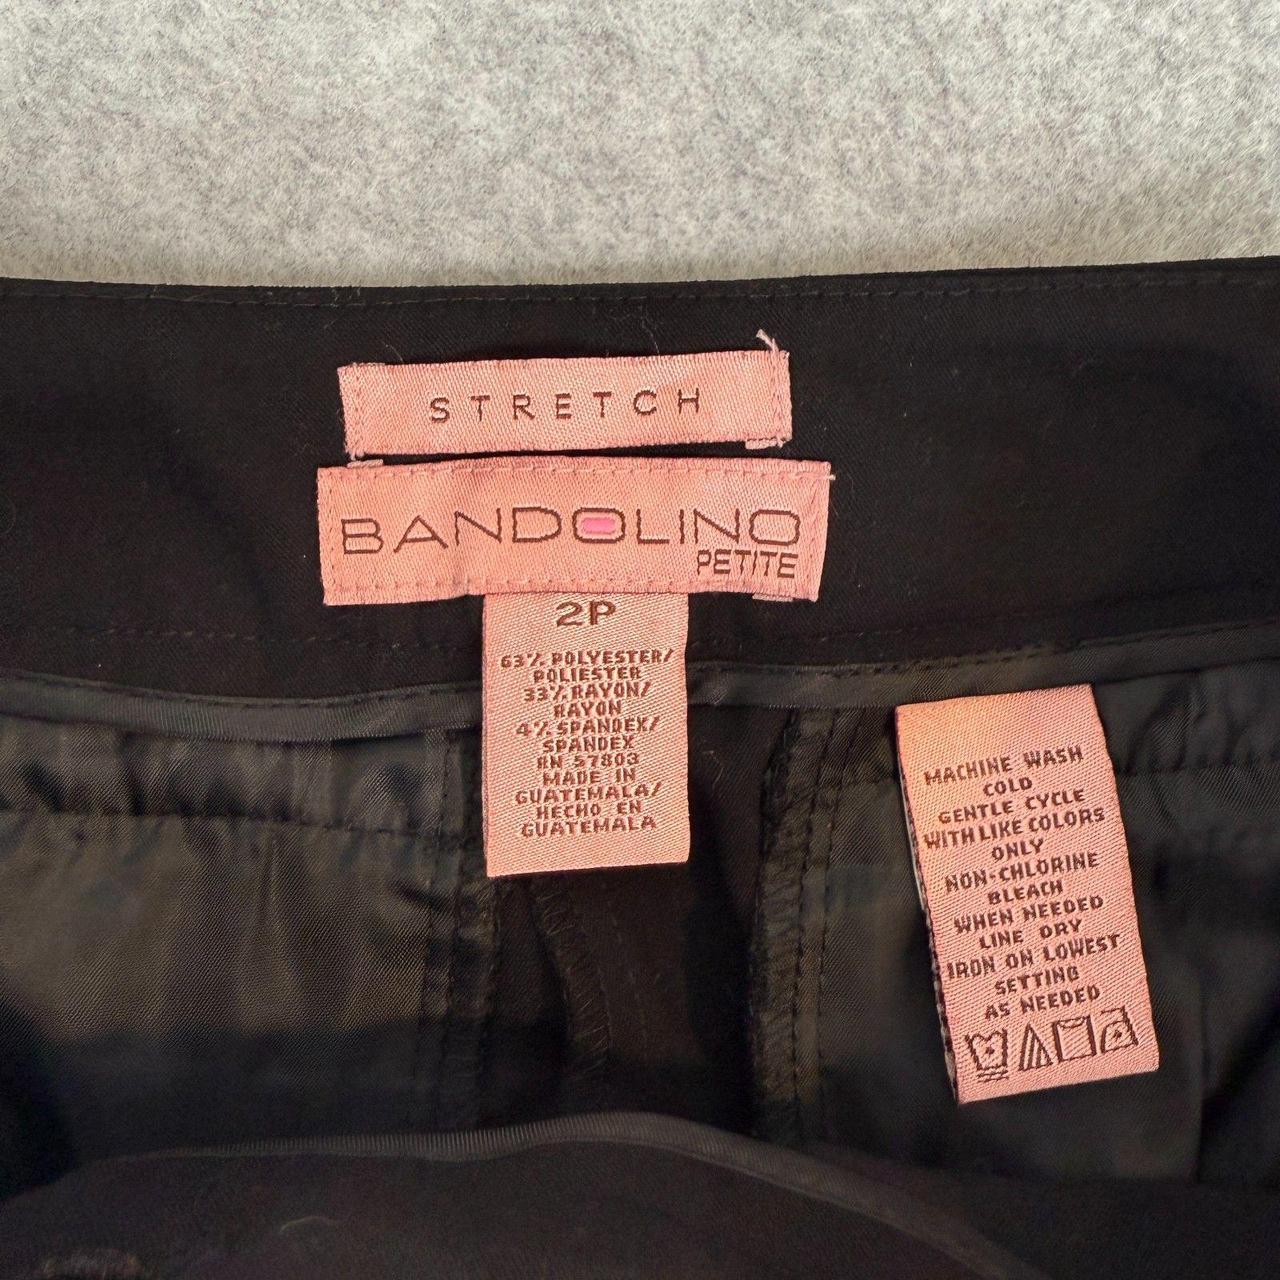 STRETCH
BANDOLINO
PETITE
2P
63% POLYESTER/
POLIESTER
33% RAYON/
RAYON
4% SPANDEX/
SPANDEX
RN 57803
MADE IN
GUATEMALA/
HECHO EN
GUATEMALA
MACHINE WASH
COLD
GENTLE CYCLE
WITH LIKE COLORS
ONLY
NON-CHLORINE
BLEACH
WHEN NEEDED
LINE DRY
IRON ON LOWEST
SETTING
AS NEEDED